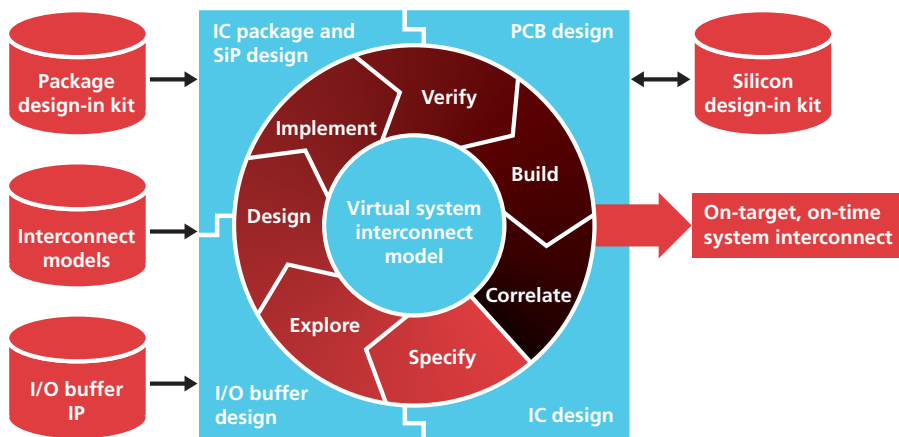 IC package and
SiP design
PCB design
Package
design-in kit
Silicon
design-in kit
Verify
Implement
Build
Design
Virtual system
interconnect
model
Interconnect
models
On-target, on-time
system interconnect
Correlate
Explore
Specify
I/O buffer
IP
I/O buffer
design
IC design